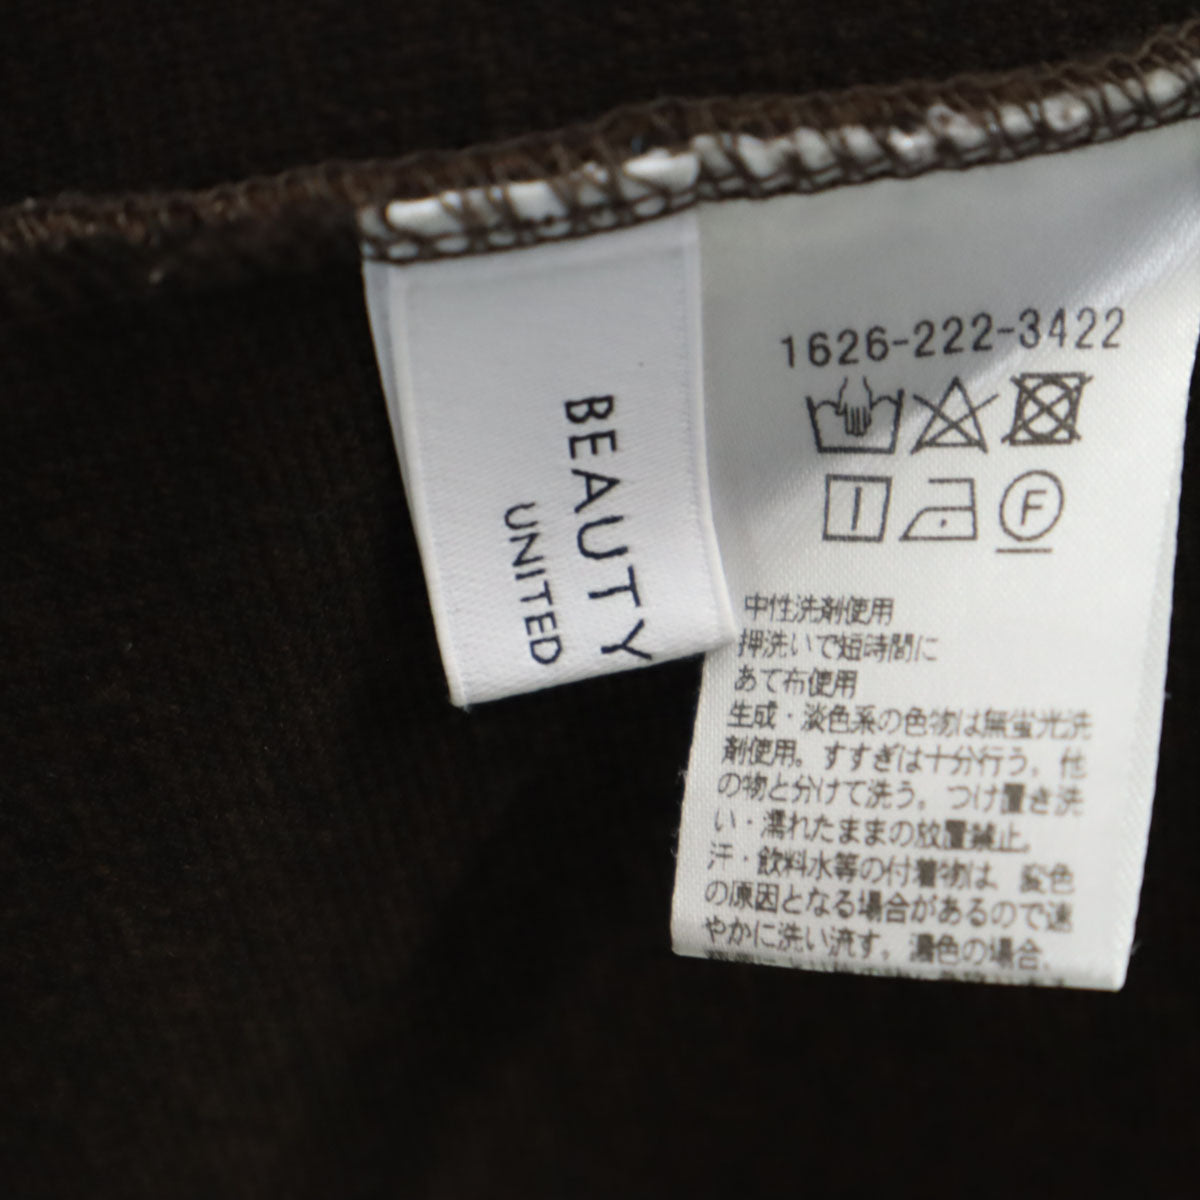 BEAUTY
UNITED
1626-222-3422
F
中性洗剤使用
押洗いで短時間に
あて布使用
生成・淡色系の色物は無蛍光洗
剤使用。すすぎは十分行う。他
の物と分けて洗う。つけ置き洗
い・濡れたままの放置禁止。
汗・飲料水等の付着物は、変色
の原因となる場合があるので速
やかに洗い流す。濃色の場合、